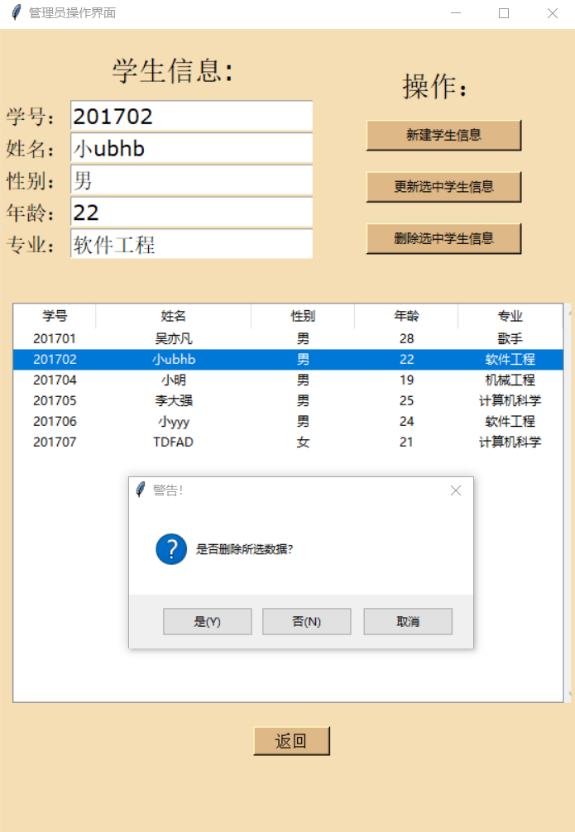 管理员操作界面
学生信息:
操作:
学号: 201702
姓名: 小ubhb
性别: 男
年龄: 22
专业: 软件工程
新建学生信息
更新选中学生信息
删除选中学生信息
学号 姓名 性别 年龄 专业
201701 吴亦凡 男 28 歌手
201702 小ubhb 男 22 软件工程
201704 小明 男 19 机械工程
201705 李大强 男 25 计算机科学
201706 小yyy 男 24 软件工程
201707 TDFAD 女 21 计算机科学
警告!
是否删除所选数据?
是(Y) 否(N) 取消
返回